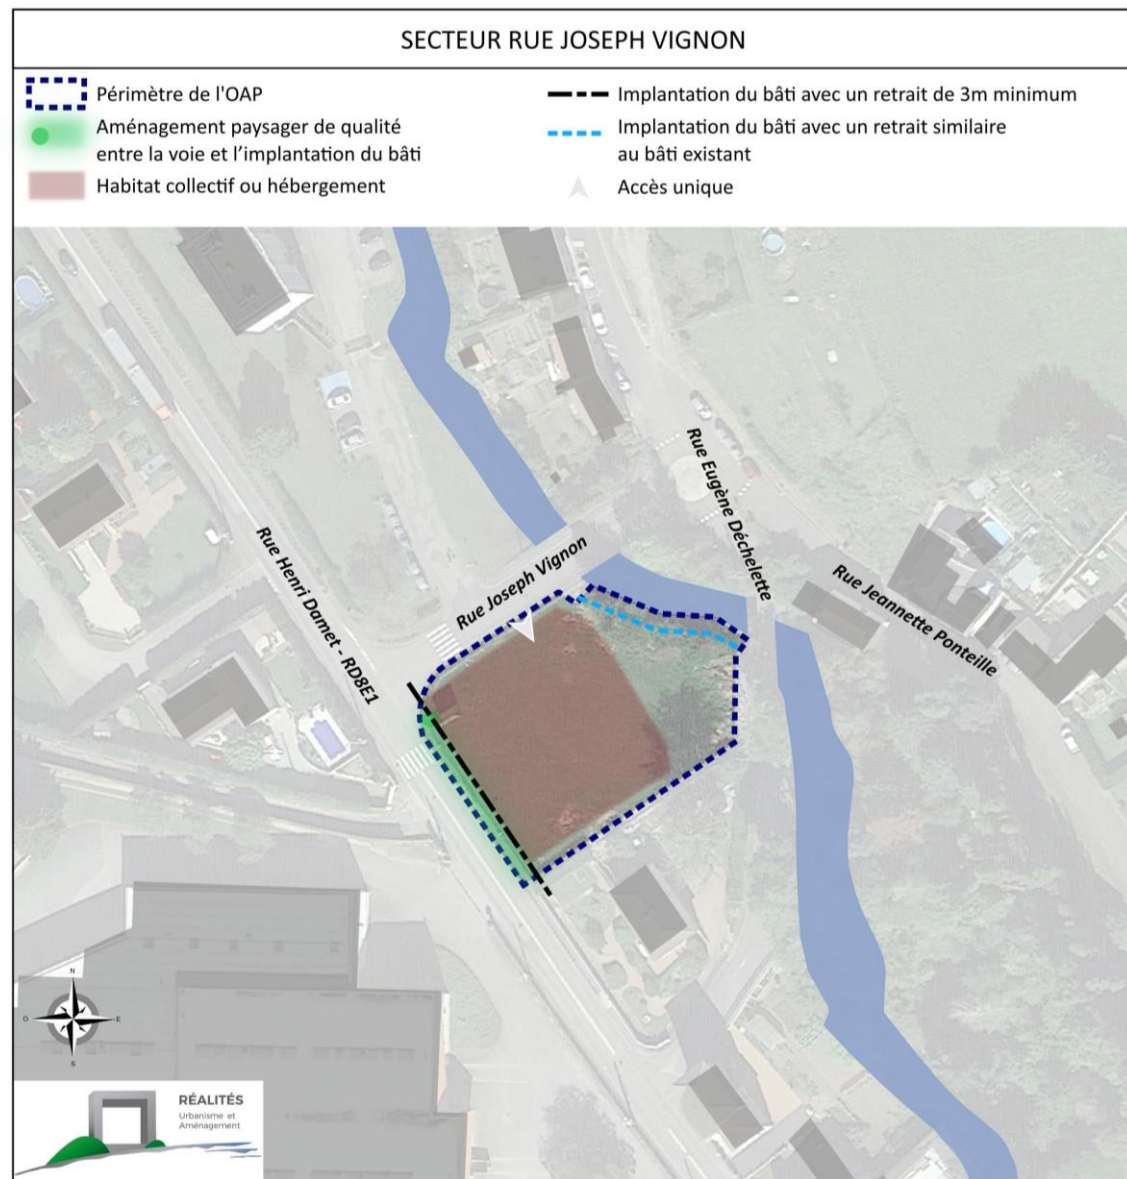 SECTEUR RUE JOSEPH VIGNON
Périmètre de l'OAP
Aménagement paysager de qualité
entre la voie et l’implantation du bâti
Habitat collectif ou hébergement
Implantation du bâti avec un retrait de 3m minimum
Implantation du bâti avec un retrait similaire
au bâti existant
Accès unique
Rue Eugène Déchelette
Rue Joseph Vignon
Rue Henri Damet - RD8E1
Rue Jeannette Ponteille
N
O
E
S
RÉALITÉS
Urbanisme et
Aménagement